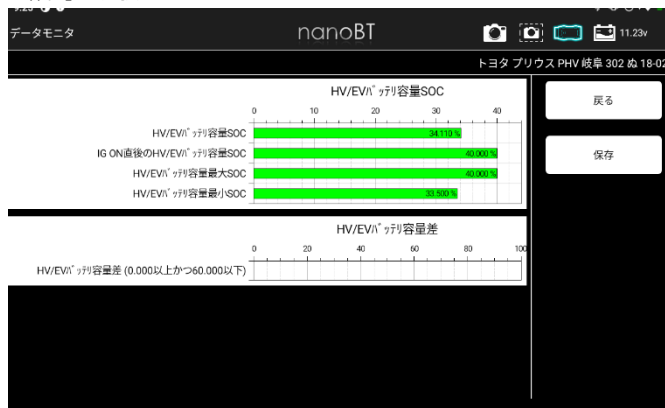 データモニタ
nanoBT
11.23v
トヨタ プリウス PHV 岐阜 302 ぬ 18-02
HV/EVﾊﾞｯﾃﾘ容量SOC
0 10 20 30 40
HV/EVﾊﾞｯﾃﾘ容量SOC 34.110 %
IG ON直後のHV/EVﾊﾞｯﾃﾘ容量SOC 40.000 %
HV/EVﾊﾞｯﾃﾘ容量最大SOC 40.000 %
HV/EVﾊﾞｯﾃﾘ容量最小SOC 33.500 %
HV/EVﾊﾞｯﾃﾘ容量差
0 20 40 60 80 100
HV/EVﾊﾞｯﾃﾘ容量差 (0.000以上かつ60.000以下)
戻る
保存